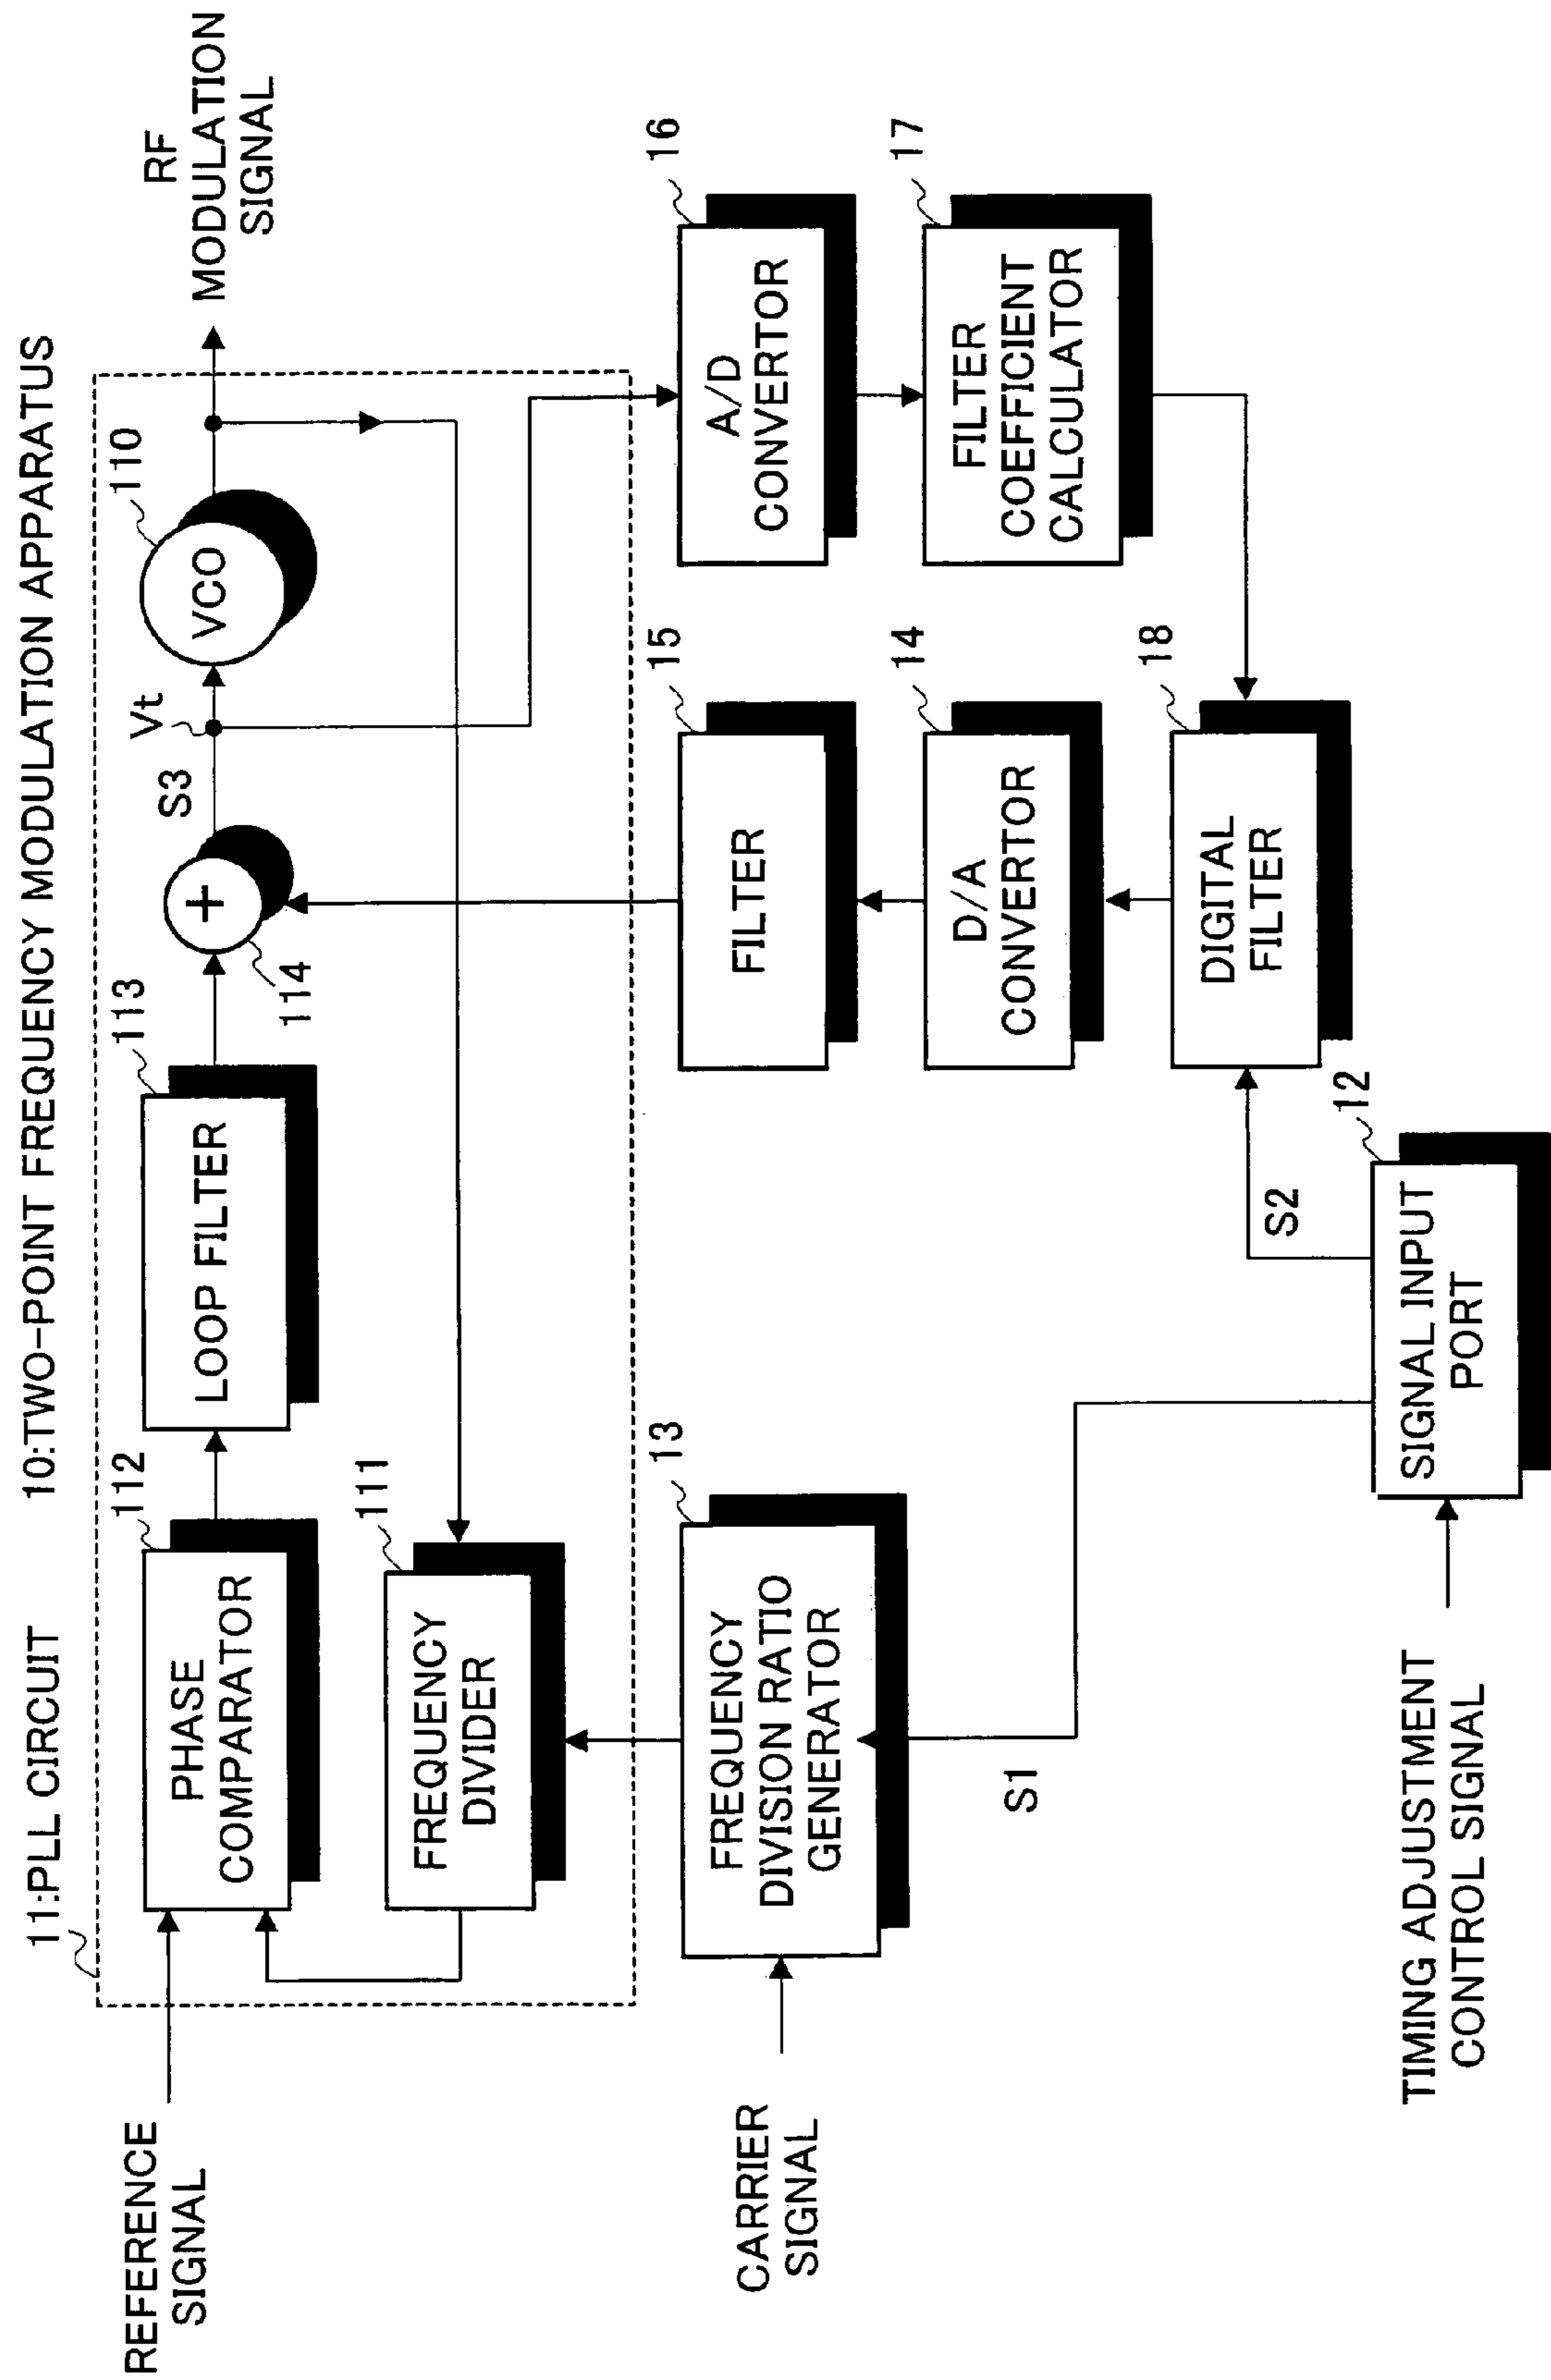 10:TWO-POINT FREQUENCY MODULATION APPARATUS
11:PLL CIRCUIT
REFERENCE
SIGNAL
PHASE
COMPARATOR
112
LOOP FILTER
113
+
114
S3
Vt
VCO
110
RF
MODULATION
SIGNAL
FREQUENCY
DIVIDER
111
CARRIER
SIGNAL
FREQUENCY
DIVISION RATIO
GENERATOR
13
FILTER
15
A/D
CONVERTOR
16
D/A
CONVERTOR
14
FILTER
COEFFICIENT
CALCULATOR
17
S1
DIGITAL
FILTER
18
S2
TIMING ADJUSTMENT
CONTROL SIGNAL
SIGNAL INPUT
PORT
12